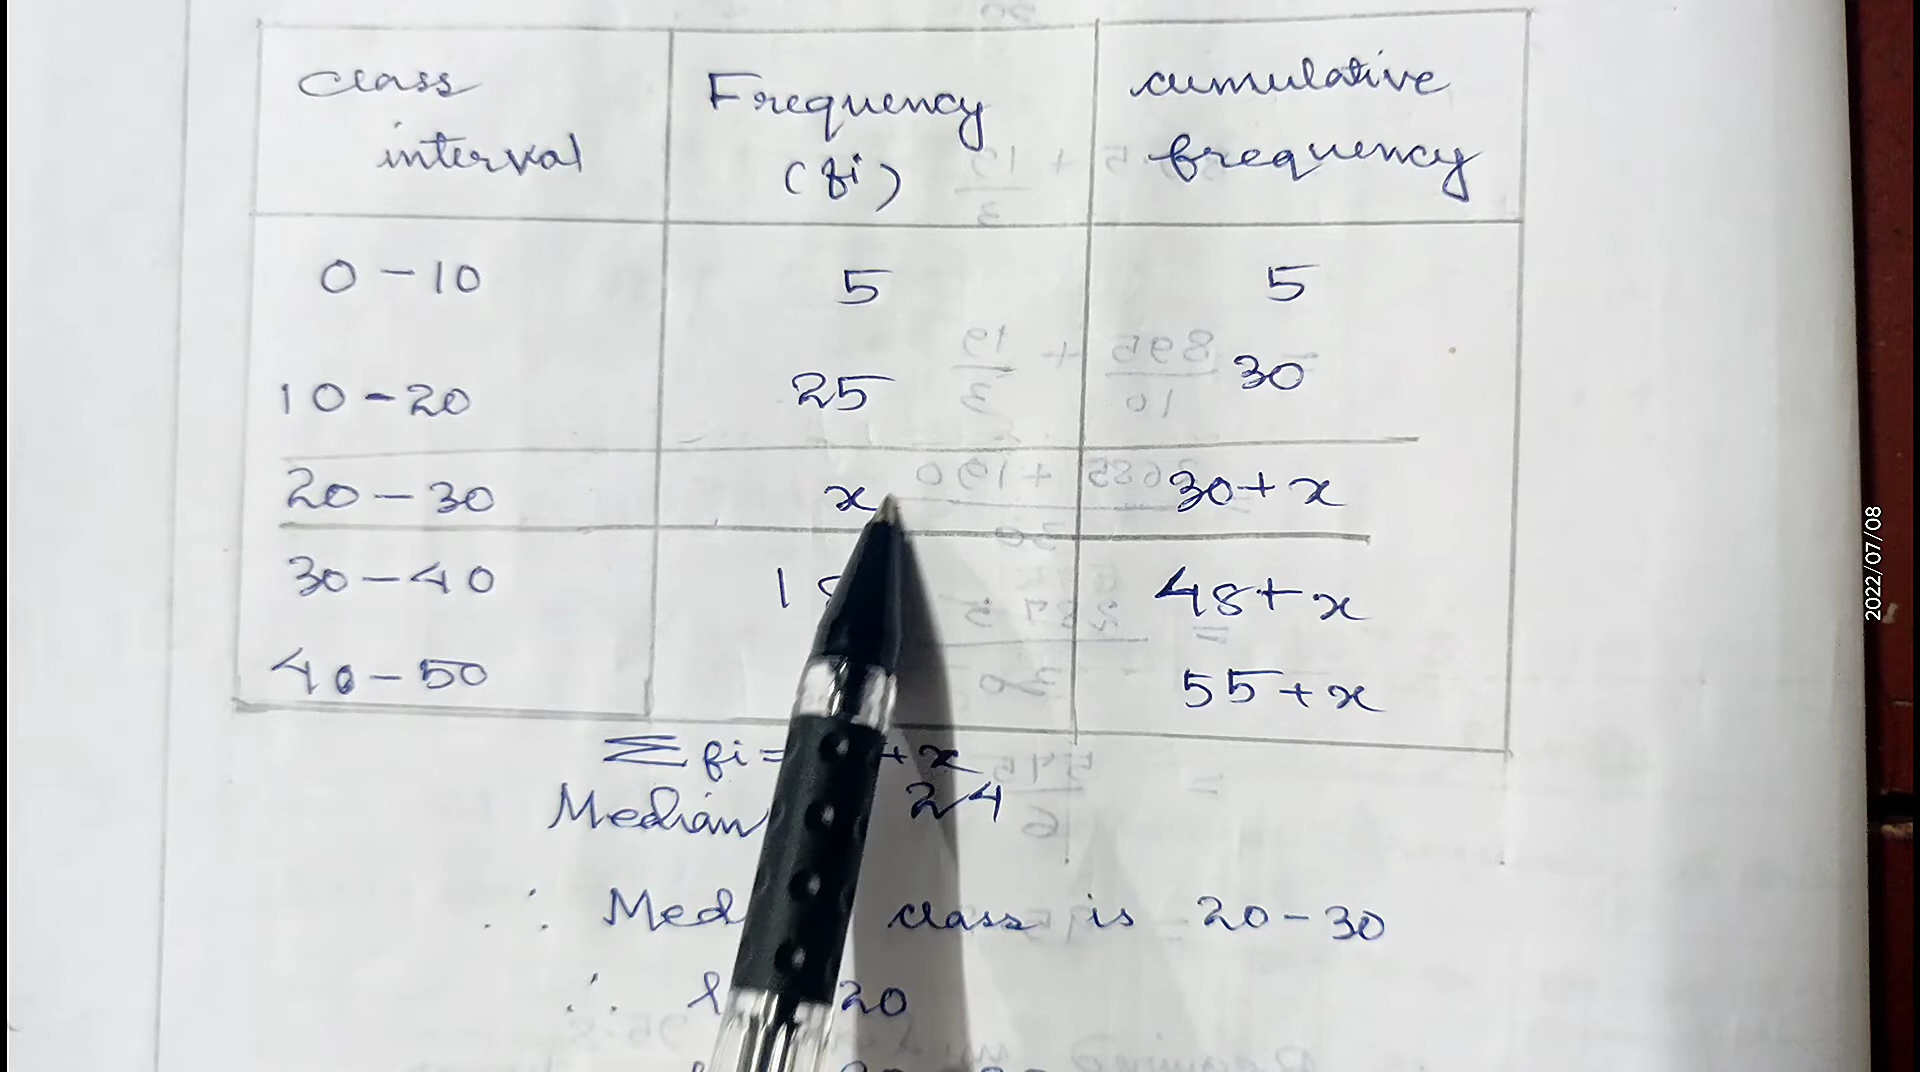 class interval	Frequency (fi)	cumulative frequency
0 - 10	5	5
10 - 20	25	30
20 - 30	x	30 + x
30 - 40		48 + x
40 - 50		55 + x
Σfi = + x
Median 24
∴ class is 20 - 30
∴ l 20
2022/07/08